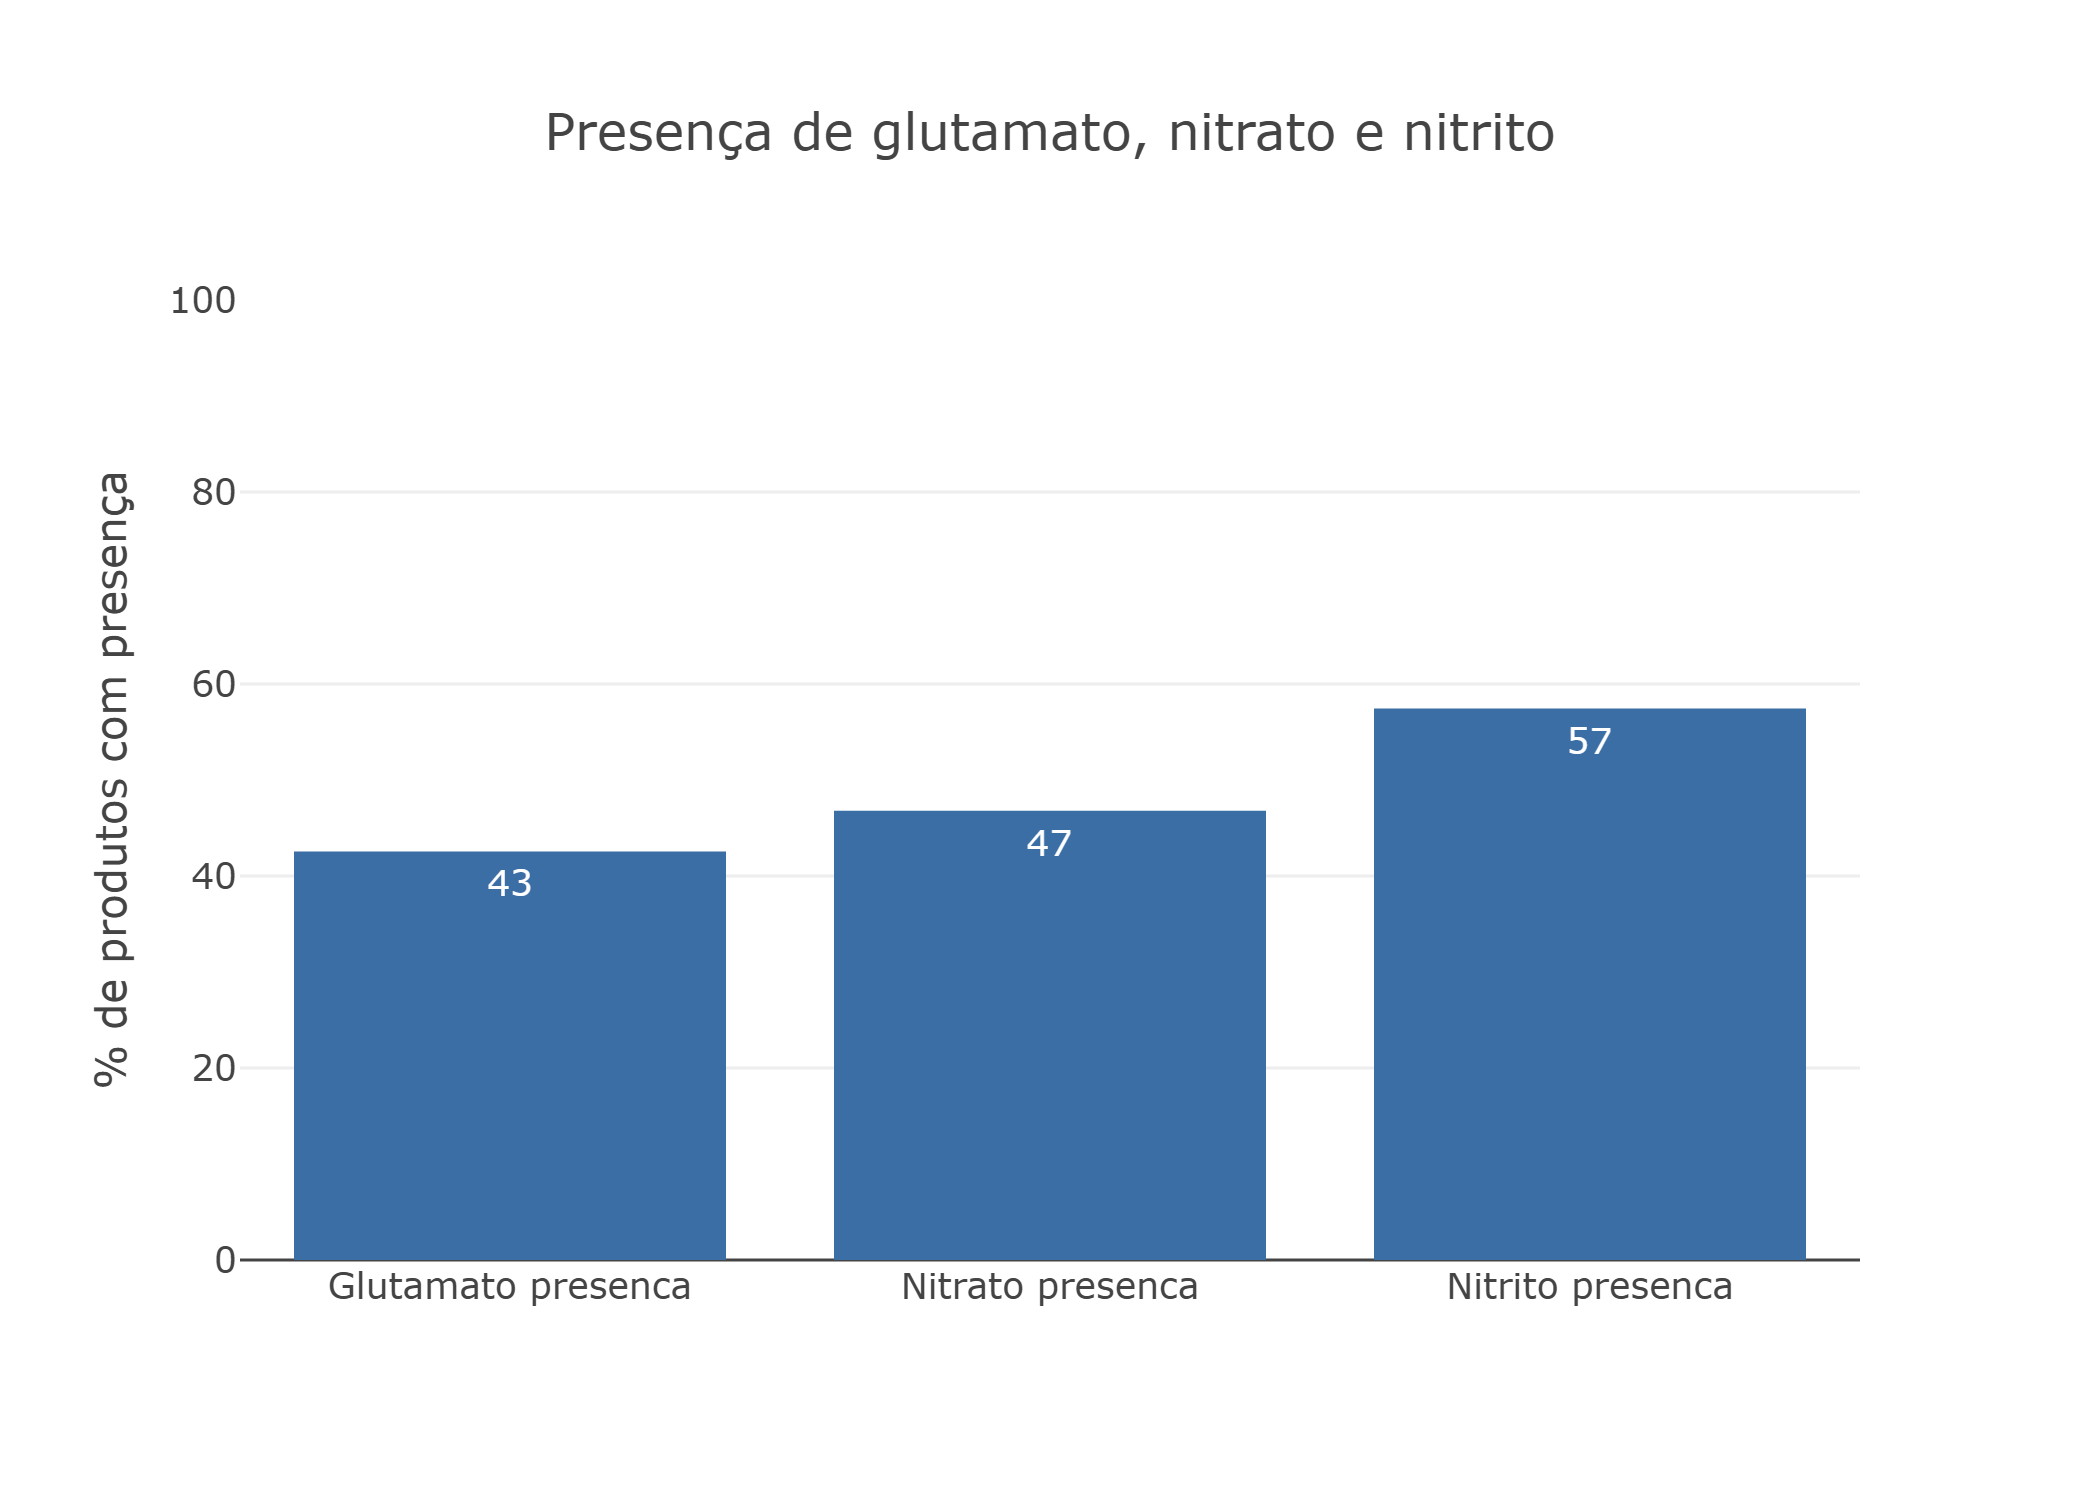 Presença de glutamato, nitrato e nitrito
% de produtos com presença
100
80
60
40
20
0
43
47
57
Glutamato presenca
Nitrato presenca
Nitrito presenca